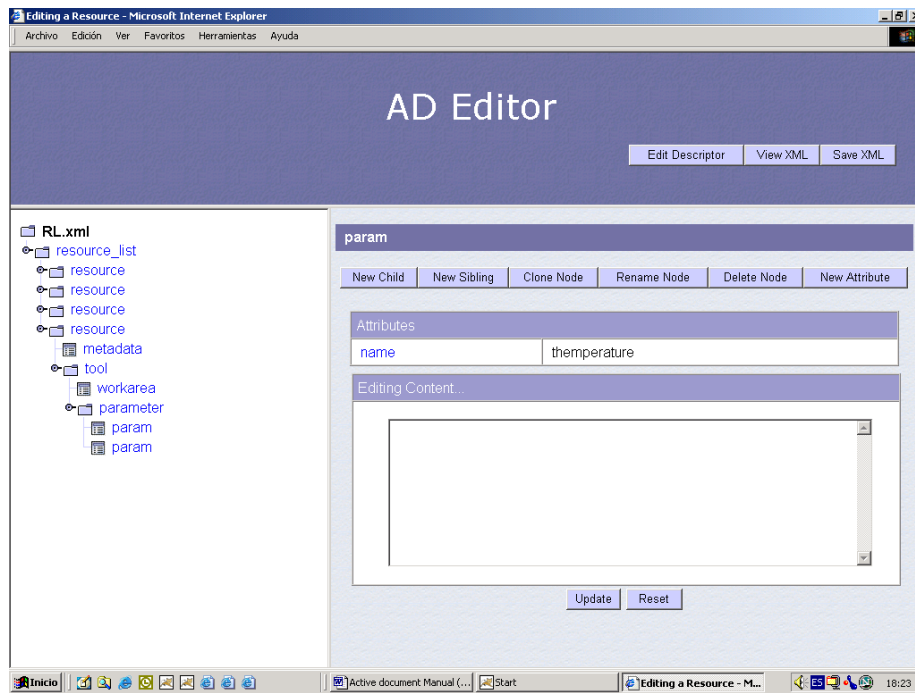 Editing a Resource - Microsoft Internet Explorer
Archivo Edición Ver Favoritos Herramientas Ayuda
AD Editor
Edit Descriptor View XML Save XML
RL.xml
resource_list
resource
resource
resource
resource
metadata
tool
workarea
parameter
param
param
param
New Child New Sibling Clone Node Rename Node Delete Node New Attribute
Attributes
name themperature
Editing Content...
Update Reset
Inicio Active document Manual (... Start Editing a Resource - M... ES 18:23